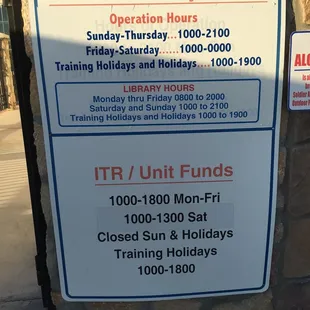 Operation Hours
Sunday-Thursday...1000-2100
Friday-Saturday......1000-0000
Training Holidays and Holidays....1000-1900
LIBRARY HOURS
Monday thru Friday 0800 to 2000
Saturday and Sunday 1000 to 2100
Training Holidays and Holidays 1000 to 1900
ITR / Unit Funds
1000-1800 Mon-Fri
1000-1300 Sat
Closed Sun & Holidays
Training Holidays
1000-1800